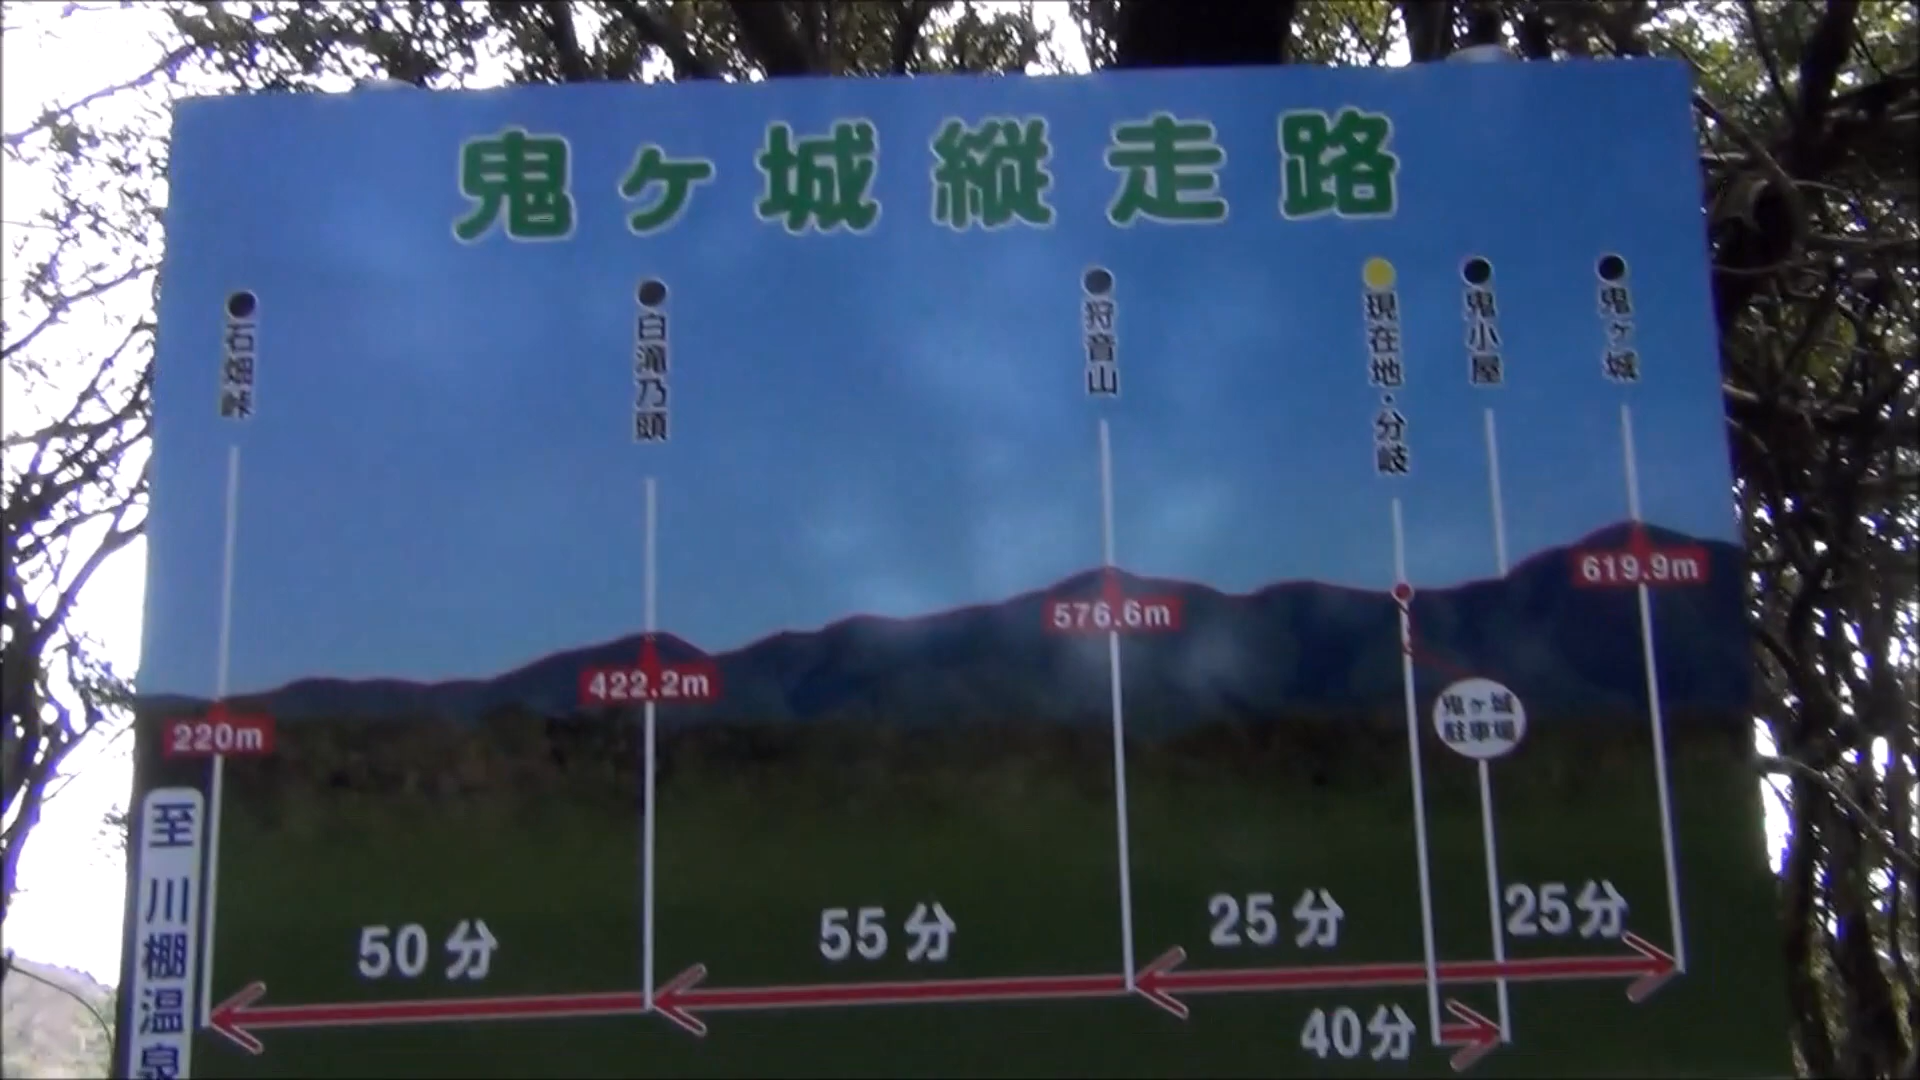 鬼ヶ城縦走路
石畑峠
白滝乃頭
狩音山
現在地・分岐
鬼小屋
鬼ヶ城
619.9m
576.6m
422.2m
220m
鬼ヶ城
駐車場
至川棚温泉
50分
55分
25分
25分
40分